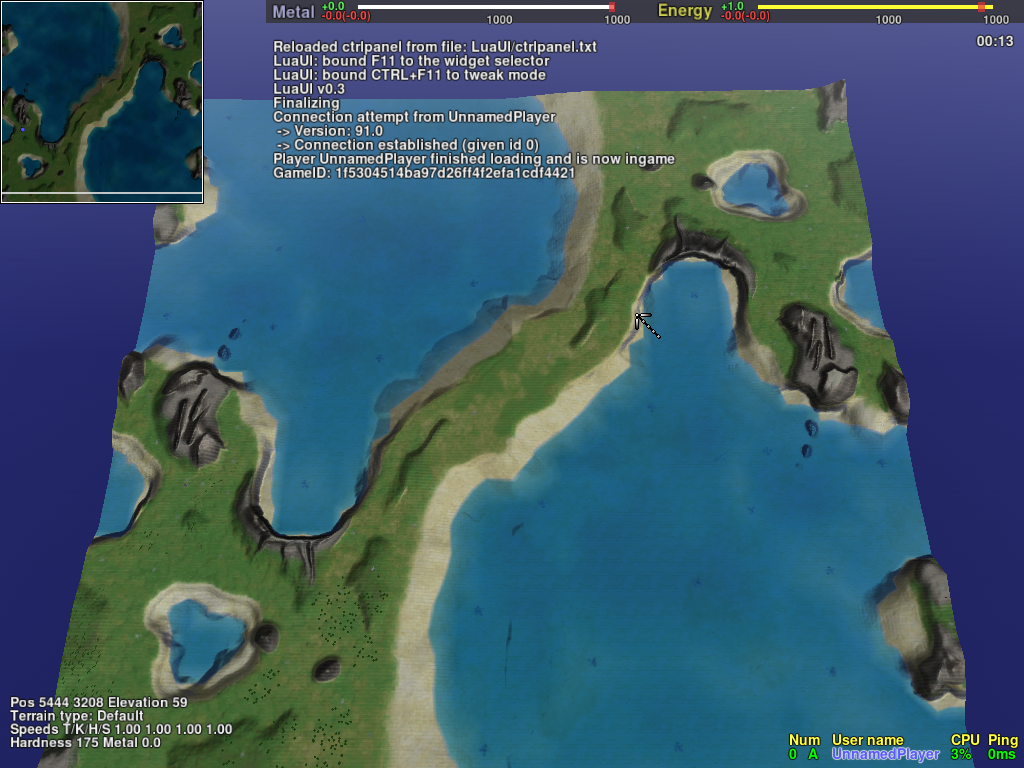 Metal +0.0 -0.0(-0.0) 1000 1000
Energy +1.0 -0.0(-0.0) 1000 1000
00:13
Reloaded ctrlpanel from file: LuaUI/ctrlpanel.txt
LuaUI: bound F11 to the widget selector
LuaUI: bound CTRL+F11 to tweak mode
LuaUI v0.3
Finalizing
Connection attempt from UnnamedPlayer
-> Version: 91.0
-> Connection established (given id 0)
Player UnnamedPlayer finished loading and is now ingame
GameID: 1f5304514ba97d26ff4f2efa1cdf4421
Pos 5444 3208 Elevation 59
Terrain type: Default
Speeds T/K/H/S 1.00 1.00 1.00 1.00
Hardness 175 Metal 0.0
Num User name CPU Ping
0 A UnnamedPlayer 3% 0ms